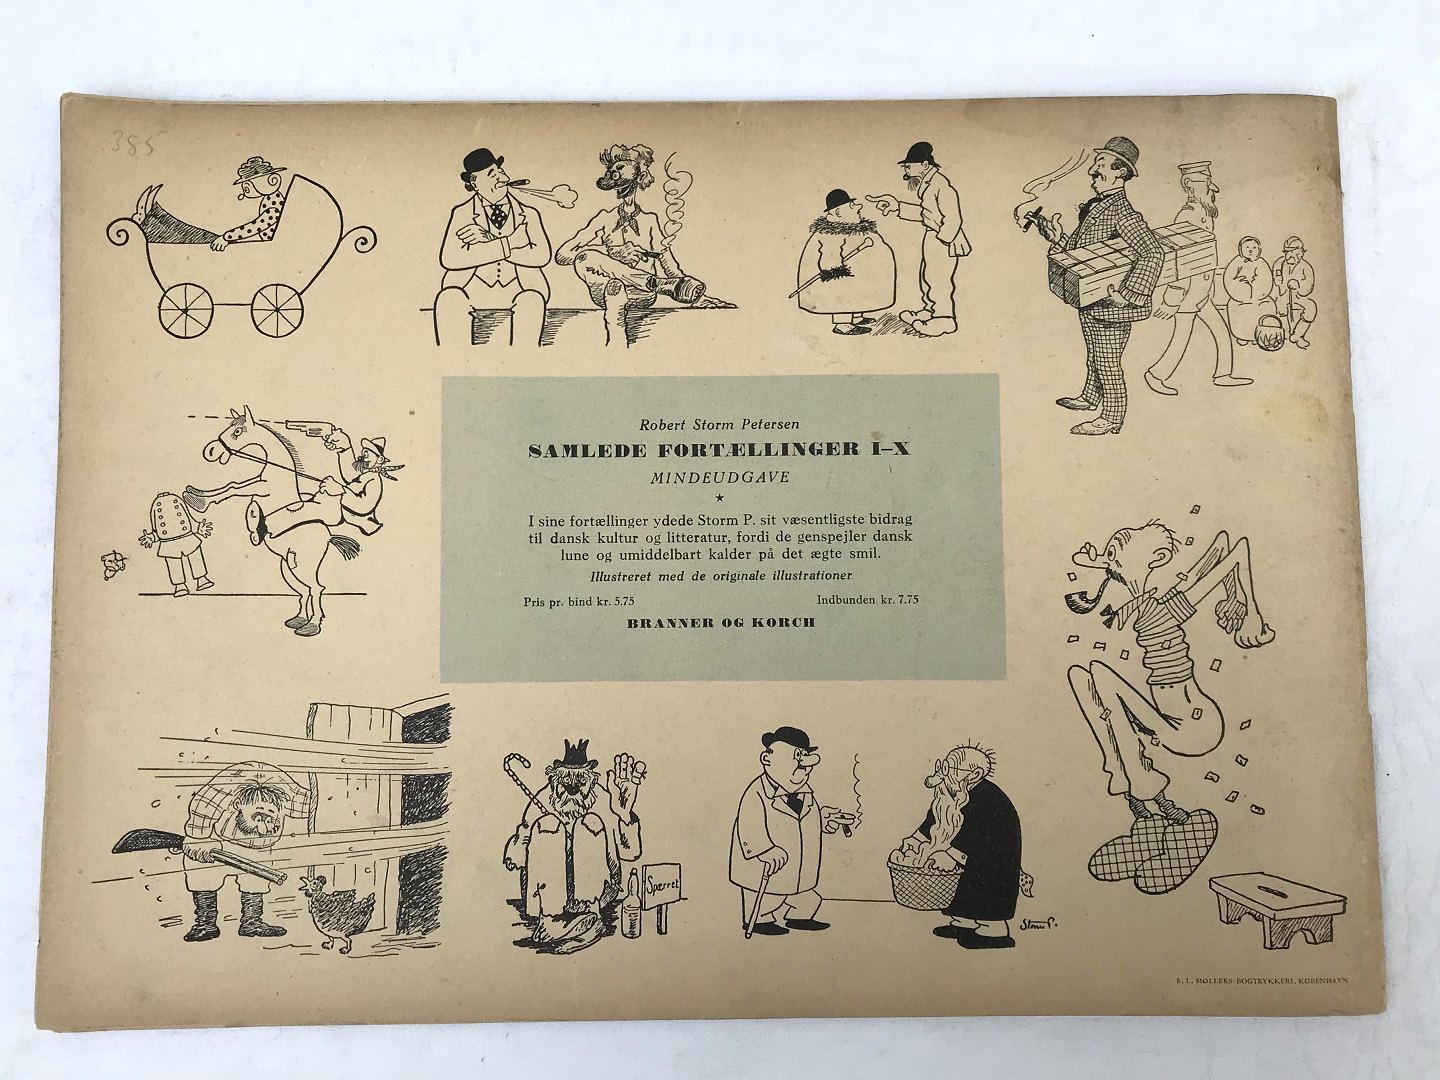 385
Robert Storm Petersen
SAMLEDE FORTÆLLINGER I–X
MINDEUDGAVE
★
I sine fortællinger ydede Storm P. sit væsentligste bidrag
til dansk kultur og litteratur, fordi de genspejler dansk
lune og umiddelbart kalder på det ægte smil.
Illustreret med de originale illustrationer
Pris pr. bind kr. 5.75 Indbunden kr. 7.75
BRANNER OG KORCH
Spærret
Storm P.
S. L. MØLLERS BOGTRYKKERI, KØBENHAVN